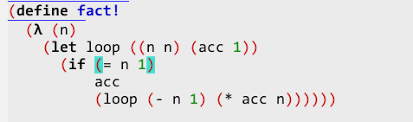 (define fact!
(λ (n)
(let loop ((n n) (acc 1))
(if (= n 1)
acc
(loop (- n 1) (* acc n))))))